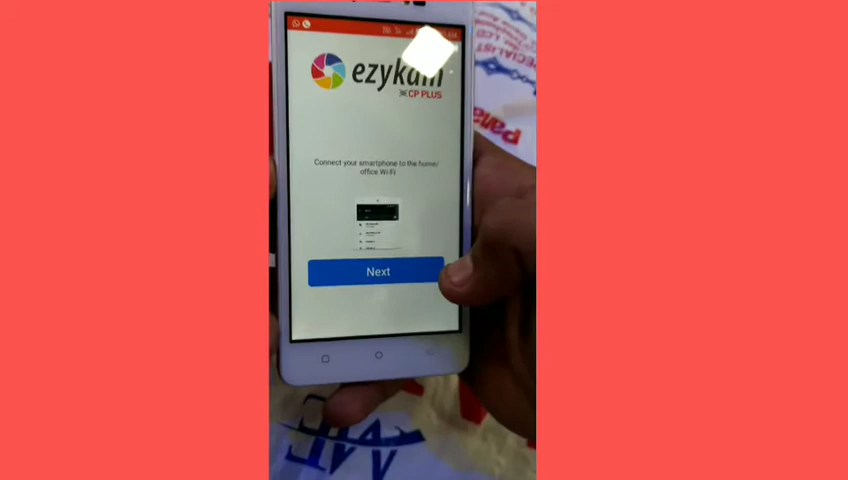 ezykam
CP PLUS
Connect your smartphone to the home/
office Wi-Fi
Next